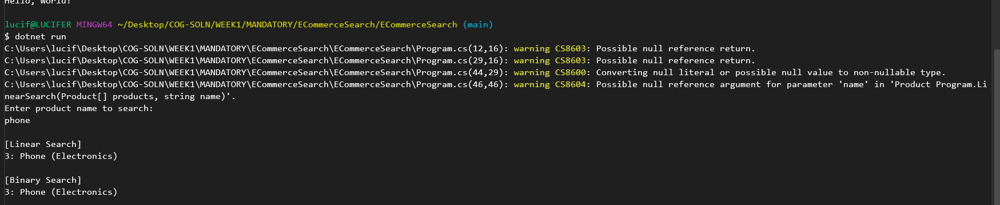 Hello, World!
lucif@LUCIFER MINGW64 ~/Desktop/COG-SOLN/WEEK1/MANDATORY/ECommerceSearch/ECommerceSearch (main)
$ dotnet run
C:\Users\lucif\Desktop\COG-SOLN\WEEK1\MANDATORY\ECommerceSearch\ECommerceSearch\Program.cs(12,16): warning CS8603: Possible null reference return.
C:\Users\lucif\Desktop\COG-SOLN\WEEK1\MANDATORY\ECommerceSearch\ECommerceSearch\Program.cs(29,16): warning CS8603: Possible null reference return.
C:\Users\lucif\Desktop\COG-SOLN\WEEK1\MANDATORY\ECommerceSearch\ECommerceSearch\Program.cs(44,29): warning CS8600: Converting null literal or possible null value to non-nullable type.
C:\Users\lucif\Desktop\COG-SOLN\WEEK1\MANDATORY\ECommerceSearch\ECommerceSearch\Program.cs(46,46): warning CS8604: Possible null reference argument for parameter 'name' in 'Product Program.Li
nearSearch(Product[] products, string name)'.
Enter product name to search:
phone
[Linear Search]
3: Phone (Electronics)
[Binary Search]
3: Phone (Electronics)